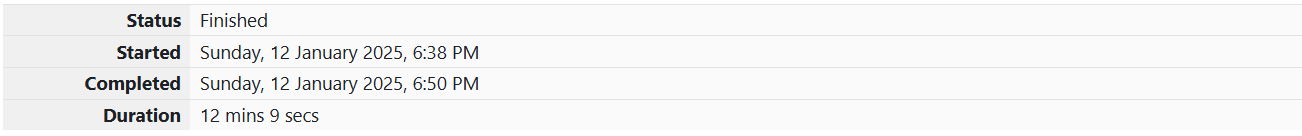 Status Finished
Started Sunday, 12 January 2025, 6:38 PM
Completed Sunday, 12 January 2025, 6:50 PM
Duration 12 mins 9 secs